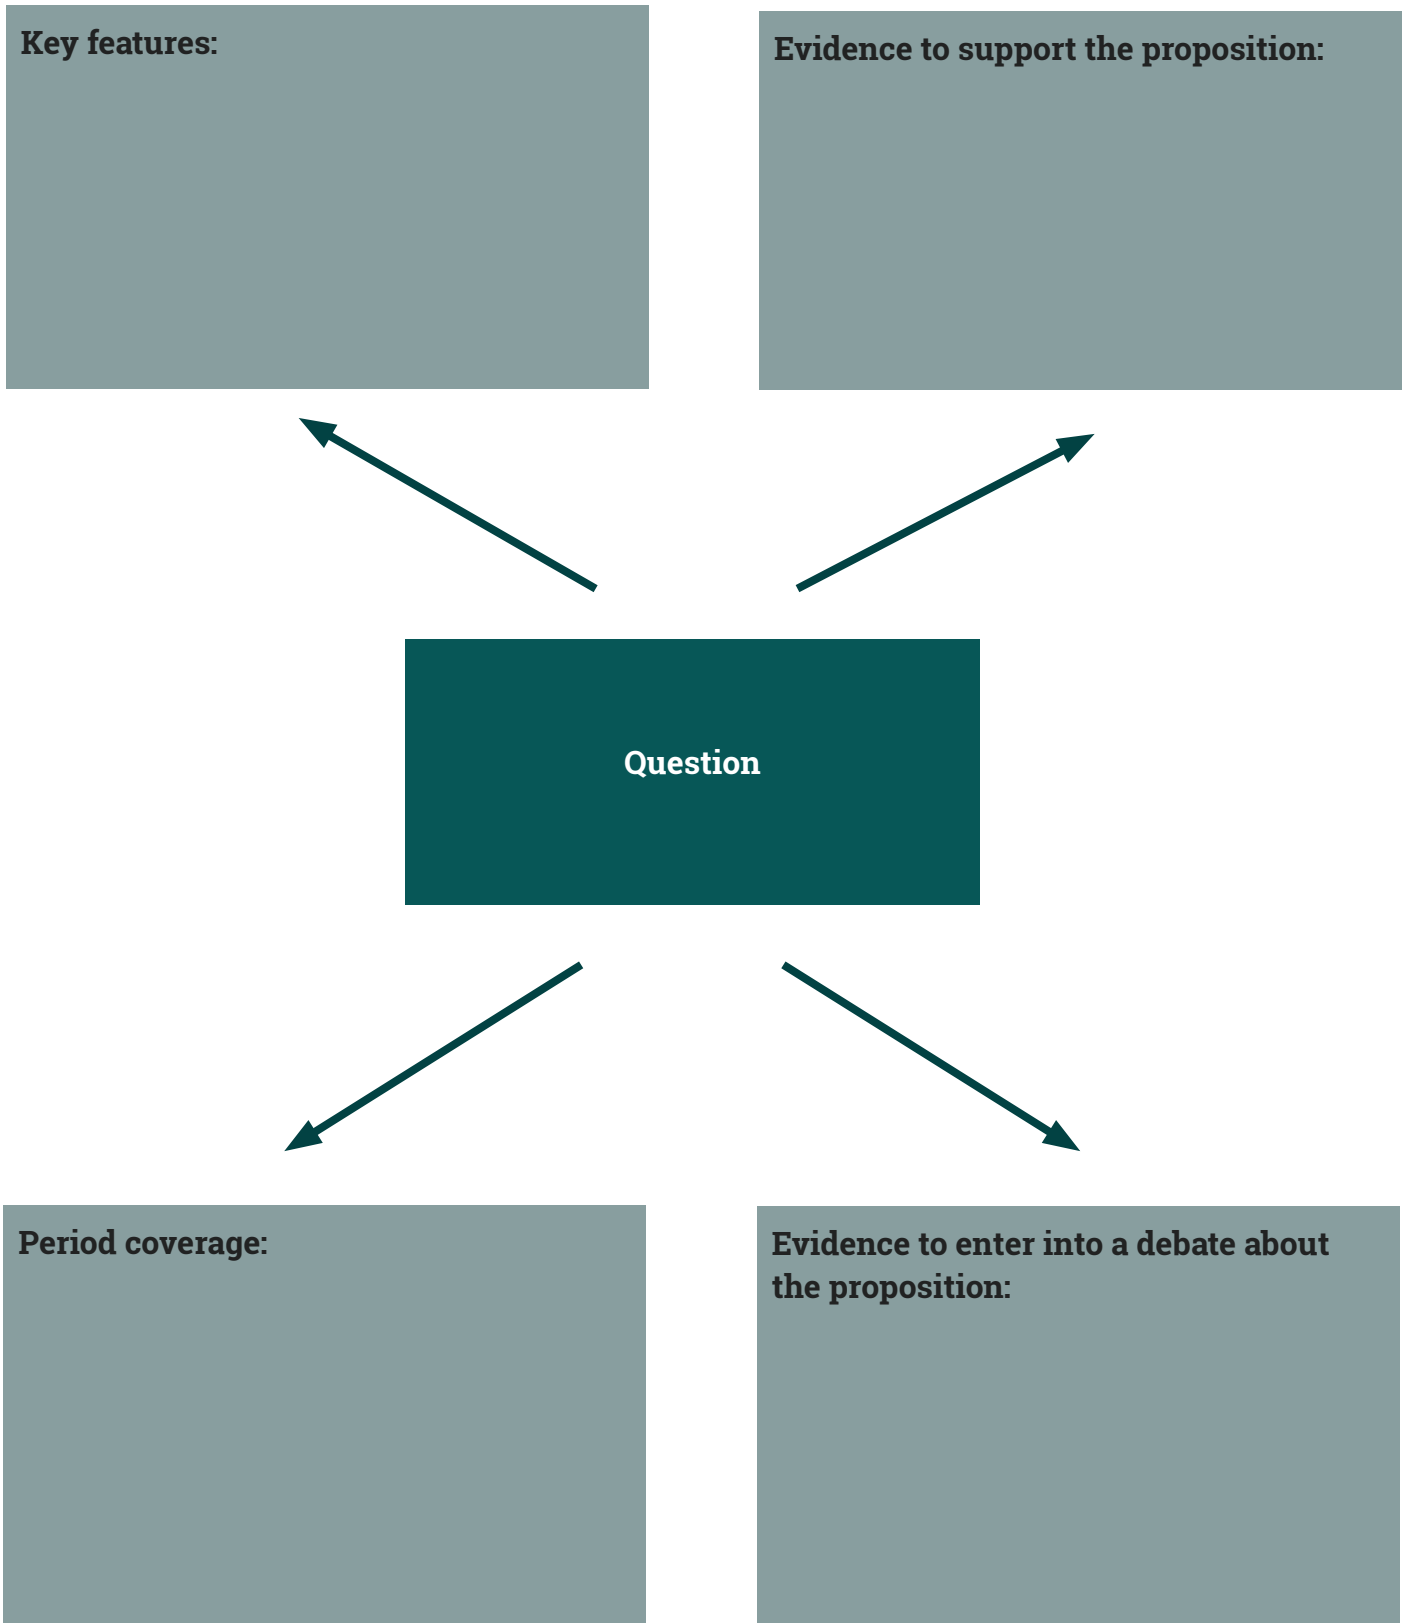 Key features:
Evidence to support the proposition:
Question
Period coverage:
Evidence to enter into a debate about
the proposition: